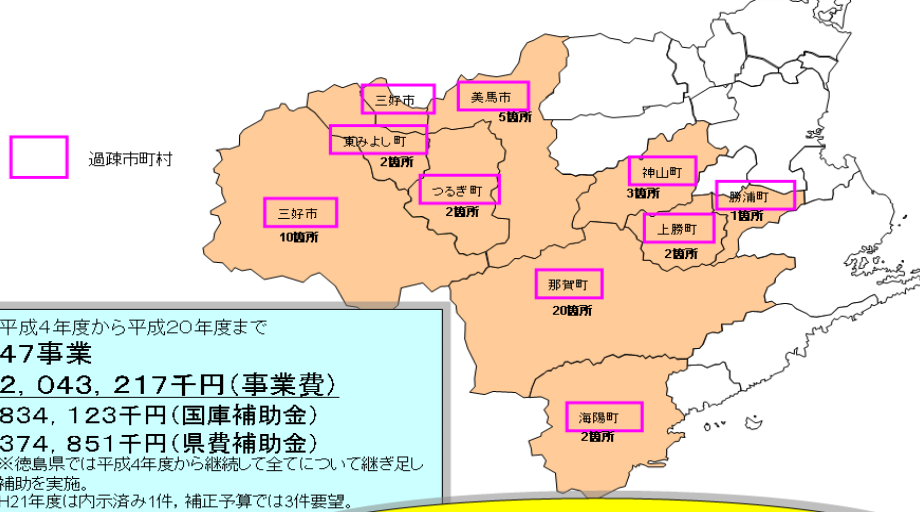 三好市
美馬市
5箇所
東みよし町
2箇所
過疎市町村
神山町
3箇所
つるぎ町
2箇所
勝浦町
1箇所
三好市
10箇所
上勝町
2箇所
那賀町
20箇所
平成4年度から平成20年度まで
47事業
2,043,217千円(事業費)
834,123千円(国庫補助金)
374,851千円(県費補助金)
※徳島県では平成4年度から継続して全てについて継ぎ足し
補助を実施。
H21年度は内示済み1件,補正予算では3件要望。
海陽町
2箇所